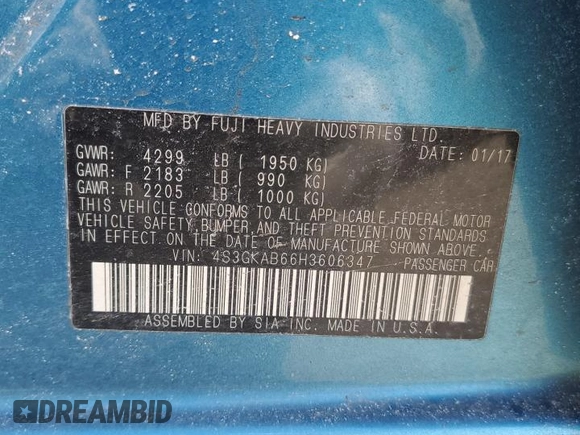 MFD BY FUJI HEAVY INDUSTRIES LTD.
GVWR: 4299 LB ( 1950 KG) DATE: 01/17
GAWR: F 2183 LB ( 990 KG)
GAWR: R 2205 LB ( 1000 KG)
THIS VEHICLE CONFORMS TO ALL APPLICABLE FEDERAL MOTOR
VEHICLE SAFETY, BUMPER, AND THEFT PREVENTION STANDARDS
IN EFFECT ON THE DATE OF MANUFACTURE SHOWN ABOVE.
VIN: 4S3GKAB66H3606347 PASSENGER CAR
ASSEMBLED BY SIA INC. MADE IN U.S.A.
DREAMBID